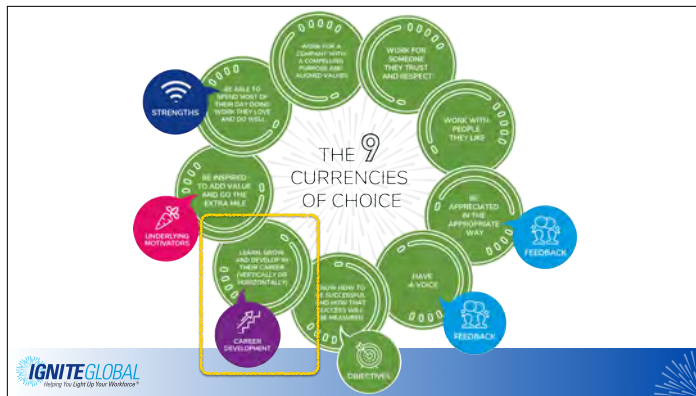 THE 9
CURRENCIES
OF CHOICE
WORK FOR A
COMPANY WITH
A COMPELLING
PURPOSE AND
ALIGNED VALUES
WORK FOR
SOMEONE
THEY TRUST
AND RESPECT
WORK WITH
PEOPLE
THEY LIKE
BE
APPRECIATED
IN THE
APPROPRIATE
WAY
FEEDBACK
HAVE
A VOICE
FEEDBACK
KNOW HOW TO
BE SUCCESSFUL
AND HOW THAT
SUCCESS WILL
BE MEASURED
OBJECTIVES
LEARN, GROW
AND DEVELOP IN
THEIR CAREER
(VERTICALLY OR
HORIZONTALLY)
CAREER
DEVELOPMENT
BE INSPIRED
TO ADD VALUE
AND GO THE
EXTRA MILE
UNDERLYING
MOTIVATORS
BE ABLE TO
SPEND MOST OF
THEIR DAY DOING
WORK THEY LOVE
AND DO WELL
STRENGTHS
IGNITEGLOBAL
Helping You Light Up Your Workforce®